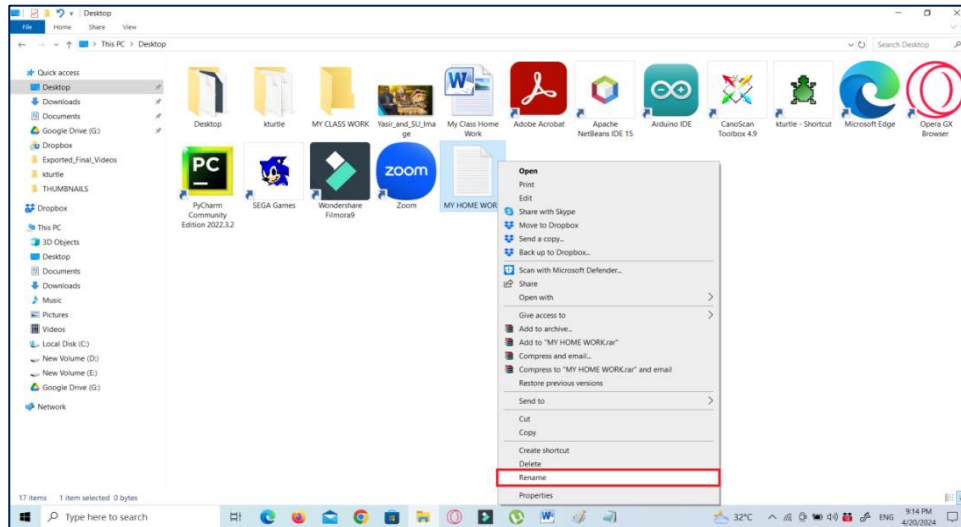 Desktop
File Home Share View
This PC > Desktop
Search Desktop
Quick access
Desktop
Downloads
Documents
Google Drive (G:)
Dropbox
Exported_Final_Videos
kturtle
THUMBNAILS
Dropbox
This PC
3D Objects
Desktop
Documents
Downloads
Music
Pictures
Videos
Local Disk (C:)
New Volume (D:)
New Volume (E:)
Google Drive (G:)
Network
Desktop
kturtle
MY CLASS WORK
Yasir_and_SU_Ima
ge
My Class Home
Work
Adobe Acrobat
Apache
NetBeans IDE 15
Arduino IDE
CanoScan
Toolbox 4.9
kturtle - Shortcut
Microsoft Edge
Opera GX
Browser
PC
PyCharm
Community
Edition 2022.3.2
SEGA Games
Wondershare
Filmora9
zoom
Zoom
MY HOME WOR
Open
Print
Edit
Share with Skype
Move to Dropbox
Send a copy...
Back up to Dropbox...
Scan with Microsoft Defender...
Share
Open with
Give access to
Add to archive...
Add to "MY HOME WORK.rar"
Compress and email...
Compress to "MY HOME WORK.rar" and email
Restore previous versions
Send to
Cut
Copy
Create shortcut
Delete
Rename
Properties
17 items 1 item selected 0 bytes
Type here to search
32°C
ENG
9:14 PM
4/20/2024